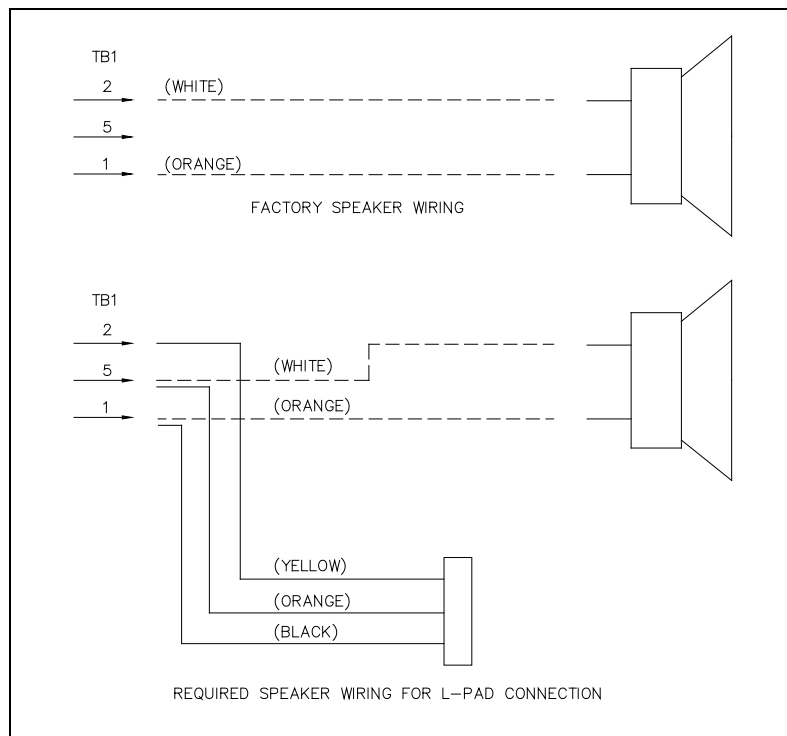 TB1
2 (WHITE)
5
1 (ORANGE)
FACTORY SPEAKER WIRING
TB1
2
5 (WHITE)
1 (ORANGE)
(YELLOW)
(ORANGE)
(BLACK)
REQUIRED SPEAKER WIRING FOR L-PAD CONNECTION